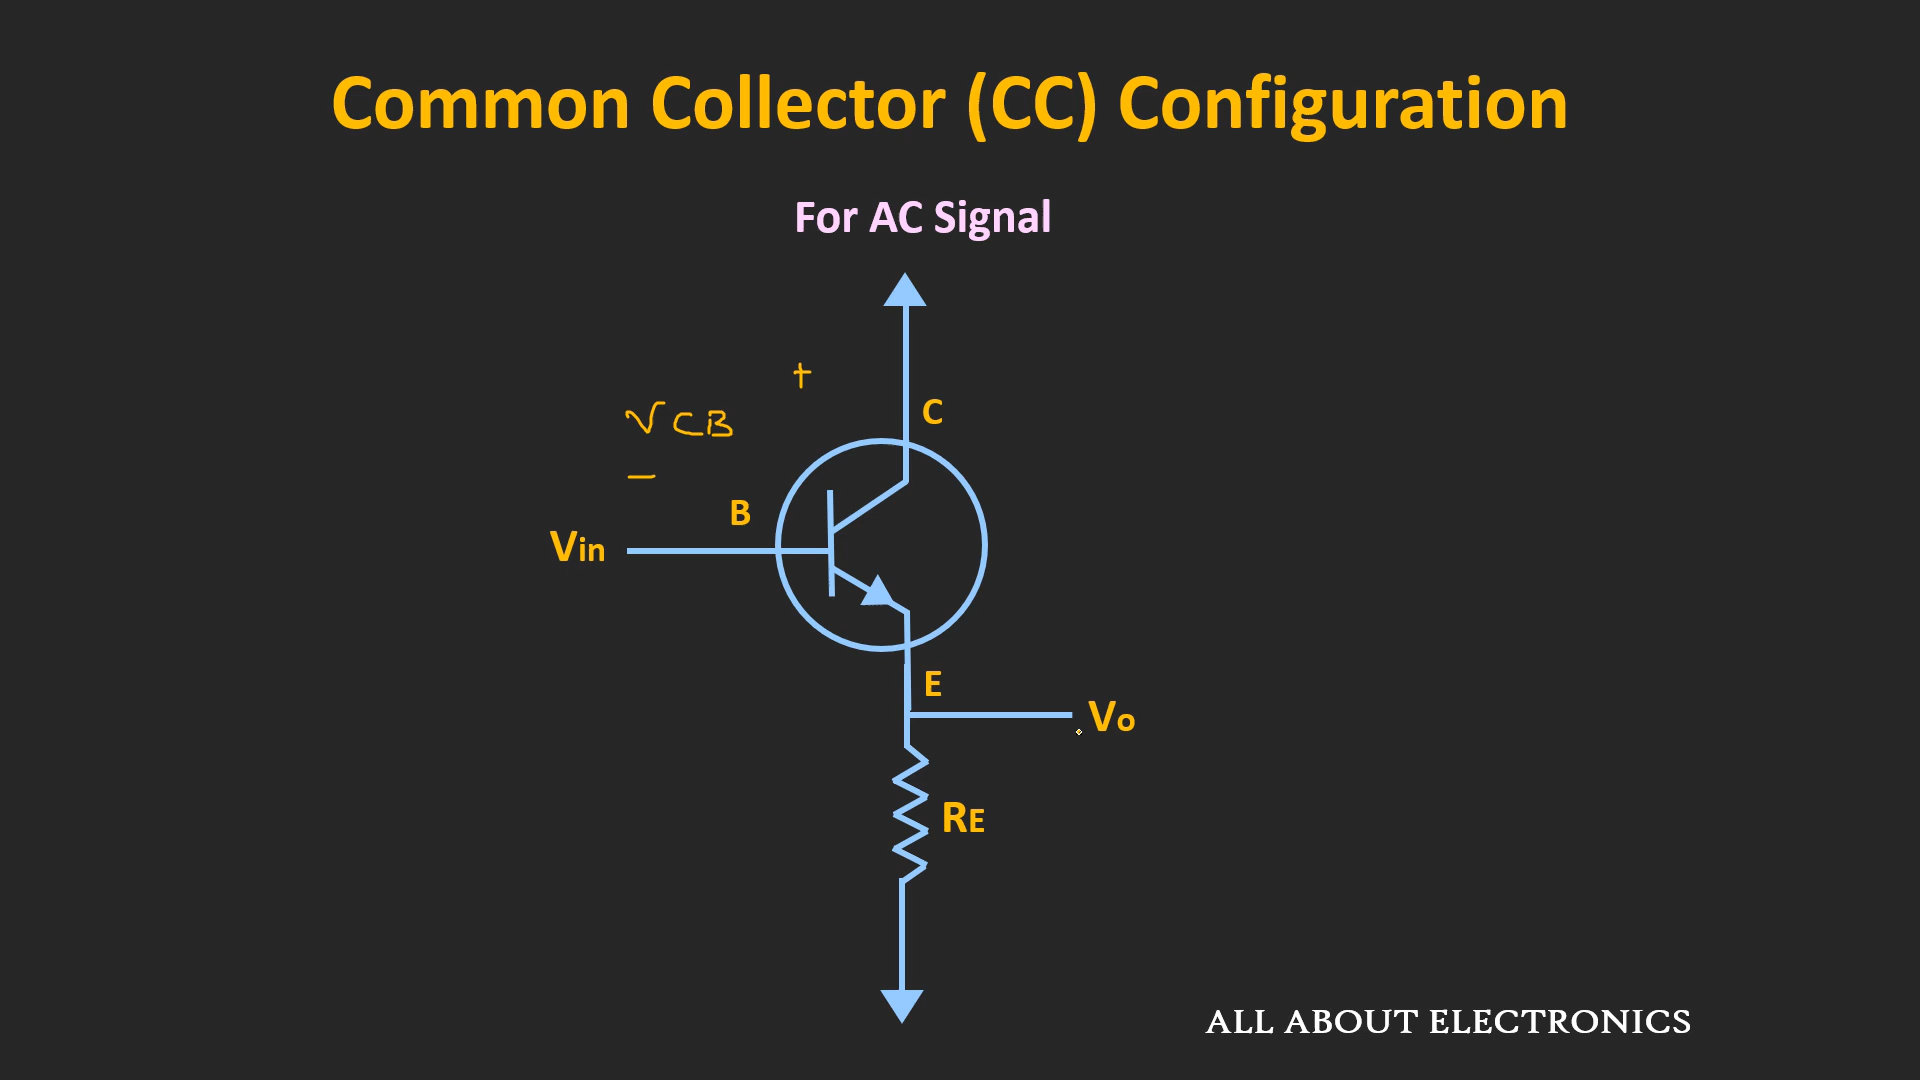 Common Collector (CC) Configuration
For AC Signal
+
C
VCB
−
B
Vin
E
Vo
RE
ALL ABOUT ELECTRONICS